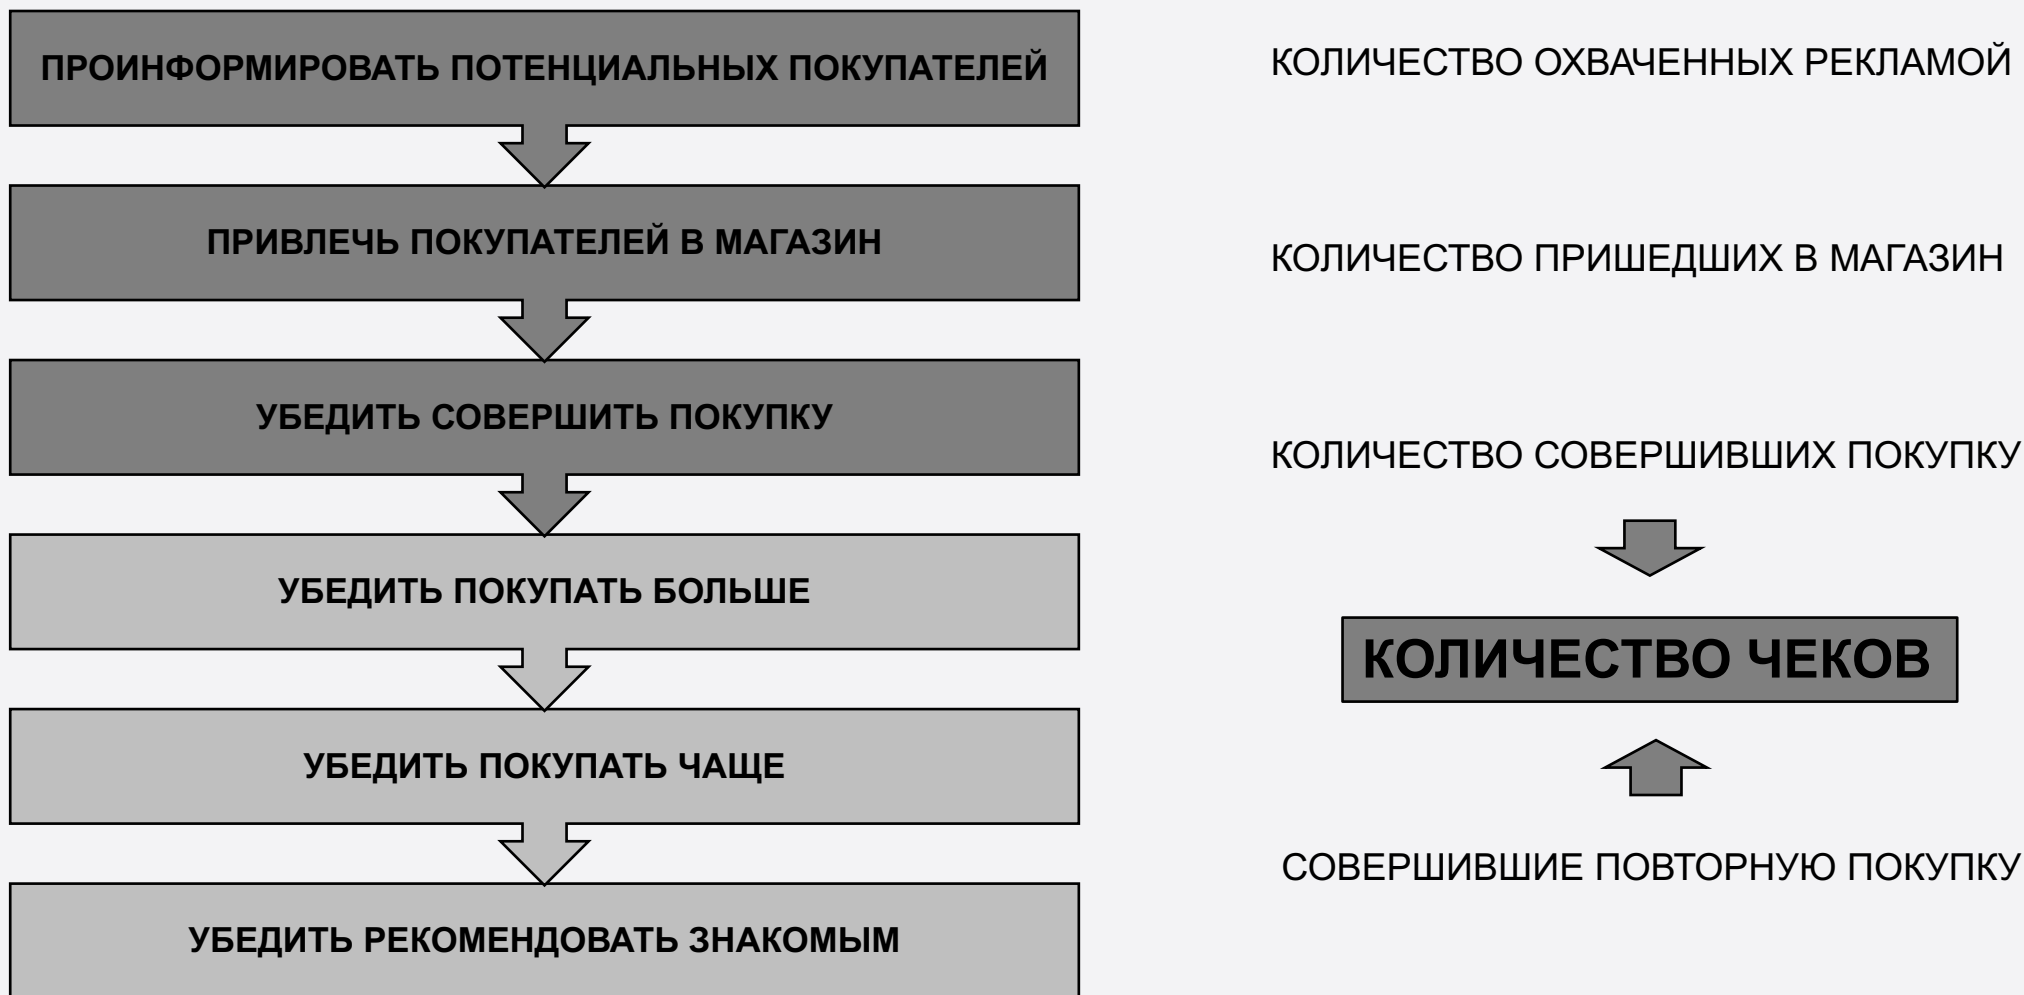 ПРОИНФОРМИРОВАТЬ ПОТЕНЦИАЛЬНЫХ ПОКУПАТЕЛЕЙ
ПРИВЛЕЧЬ ПОКУПАТЕЛЕЙ В МАГАЗИН
УБЕДИТЬ СОВЕРШИТЬ ПОКУПКУ
УБЕДИТЬ ПОКУПАТЬ БОЛЬШЕ
УБЕДИТЬ ПОКУПАТЬ ЧАЩЕ
УБЕДИТЬ РЕКОМЕНДОВАТЬ ЗНАКОМЫМ
КОЛИЧЕСТВО ОХВАЧЕННЫХ РЕКЛАМОЙ
КОЛИЧЕСТВО ПРИШЕДШИХ В МАГАЗИН
КОЛИЧЕСТВО СОВЕРШИВШИХ ПОКУПКУ
КОЛИЧЕСТВО ЧЕКОВ
СОВЕРШИВШИЕ ПОВТОРНУЮ ПОКУПКУ